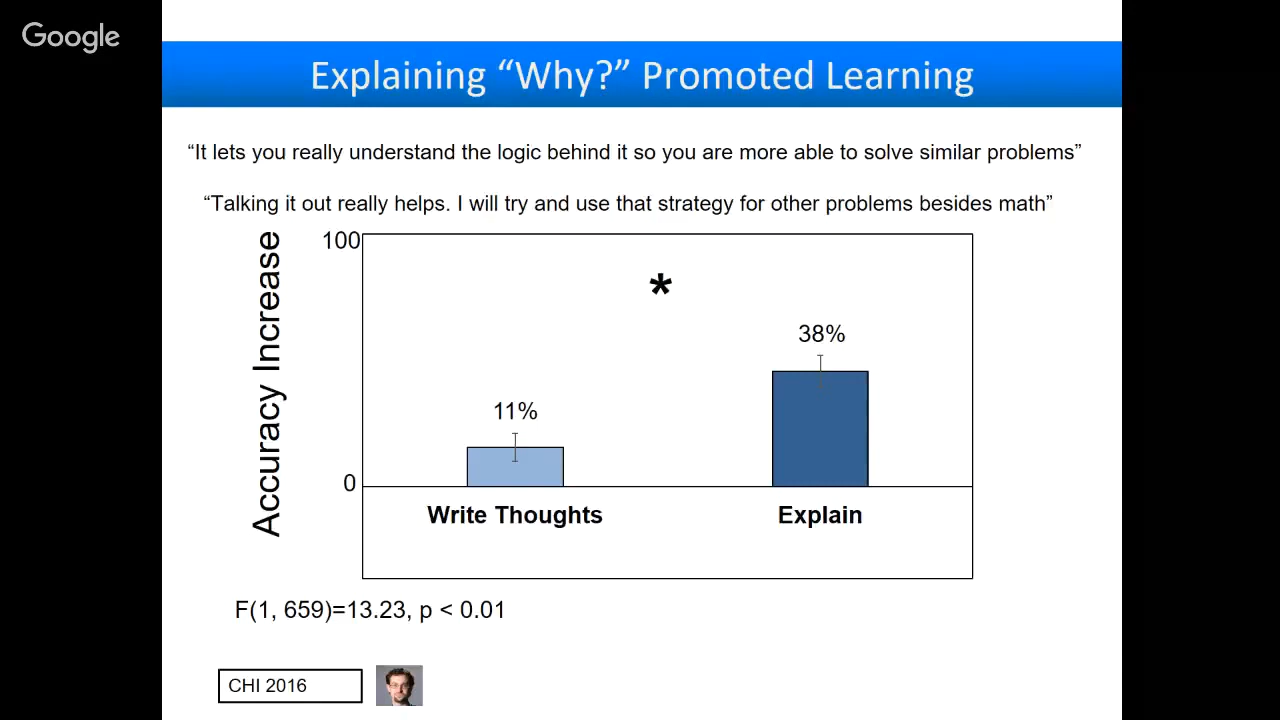 Google
Explaining “Why?” Promoted Learning
“It lets you really understand the logic behind it so you are more able to solve similar problems”
“Talking it out really helps. I will try and use that strategy for other problems besides math”
Accuracy Increase
100
*
38%
11%
0
Write Thoughts
Explain
F(1, 659)=13.23, p < 0.01
CHI 2016